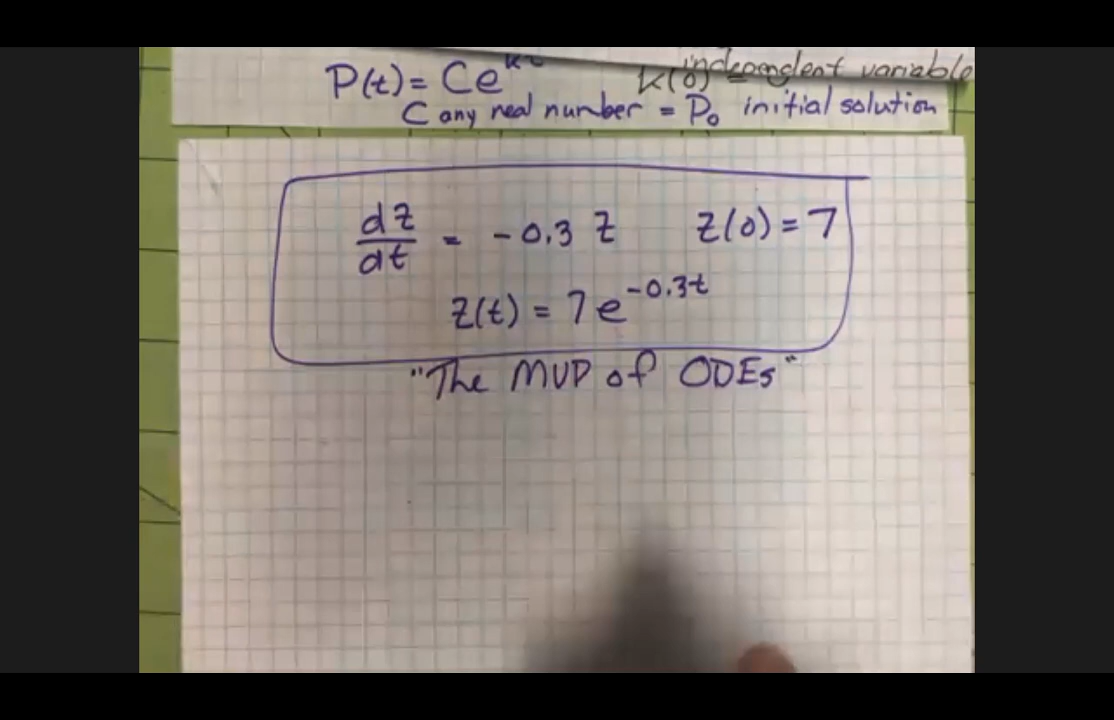 independent variable
P(t) = Ce
k(0) =
C any real number = P₀ initial solution
dz/dt = -0.3 z z(0) = 7
z(t) = 7e^-0.3t
"The MVP of ODEs"